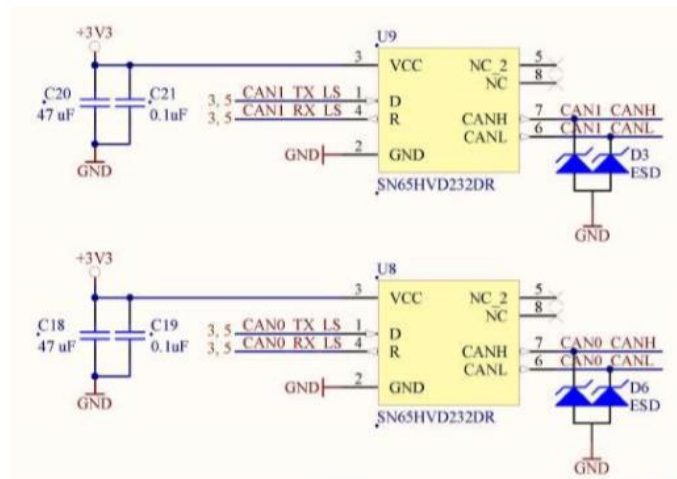 +3V3
U9
3 VCC NC_2 5
NC 8
C20 C21
47 uF 0.1uF
3, 5 CAN1_TX_LS 1 D
3, 5 CAN1_RX_LS 4 R
CANH 7 CAN1_CANH
CANL 6 CAN1_CANL
GND 2 GND
D3
ESD
GND
SN65HVD232DR
GND
+3V3
U8
3 VCC NC_2 5
NC 8
C18 C19
47 uF 0.1uF
3, 5 CAN0_TX_LS 1 D
3, 5 CAN0_RX_LS 4 R
CANH 7 CAN0_CANH
CANL 6 CAN0_CANL
GND 2 GND
D6
ESD
GND
SN65HVD232DR
GND